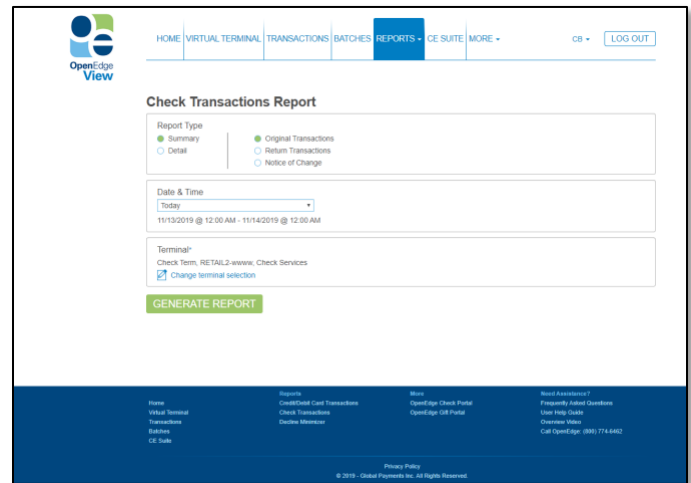 OpenEdge
View
HOME VIRTUAL TERMINAL TRANSACTIONS BATCHES REPORTS CE SUITE MORE CB LOG OUT
Check Transactions Report
Report Type
Summary Original Transactions
Detail Return Transactions
Notice of Change
Date & Time
Today
11/13/2019 @ 12:00 AM - 11/14/2019 @ 12:00 AM
Terminal*
Check Term, RETAIL2-wwww, Check Services
Change terminal selection
GENERATE REPORT
Reports More Need Assistance?
Home Credit/Debit Card Transactions OpenEdge Check Portal Frequently Asked Questions
Virtual Terminal Check Transactions OpenEdge Gift Portal User Help Guide
Transactions Decline Minimizer Overview Video
Batches Call OpenEdge: (800) 774-6462
CE Suite
Privacy Policy
© 2019 - Global Payments Inc. All Rights Reserved.